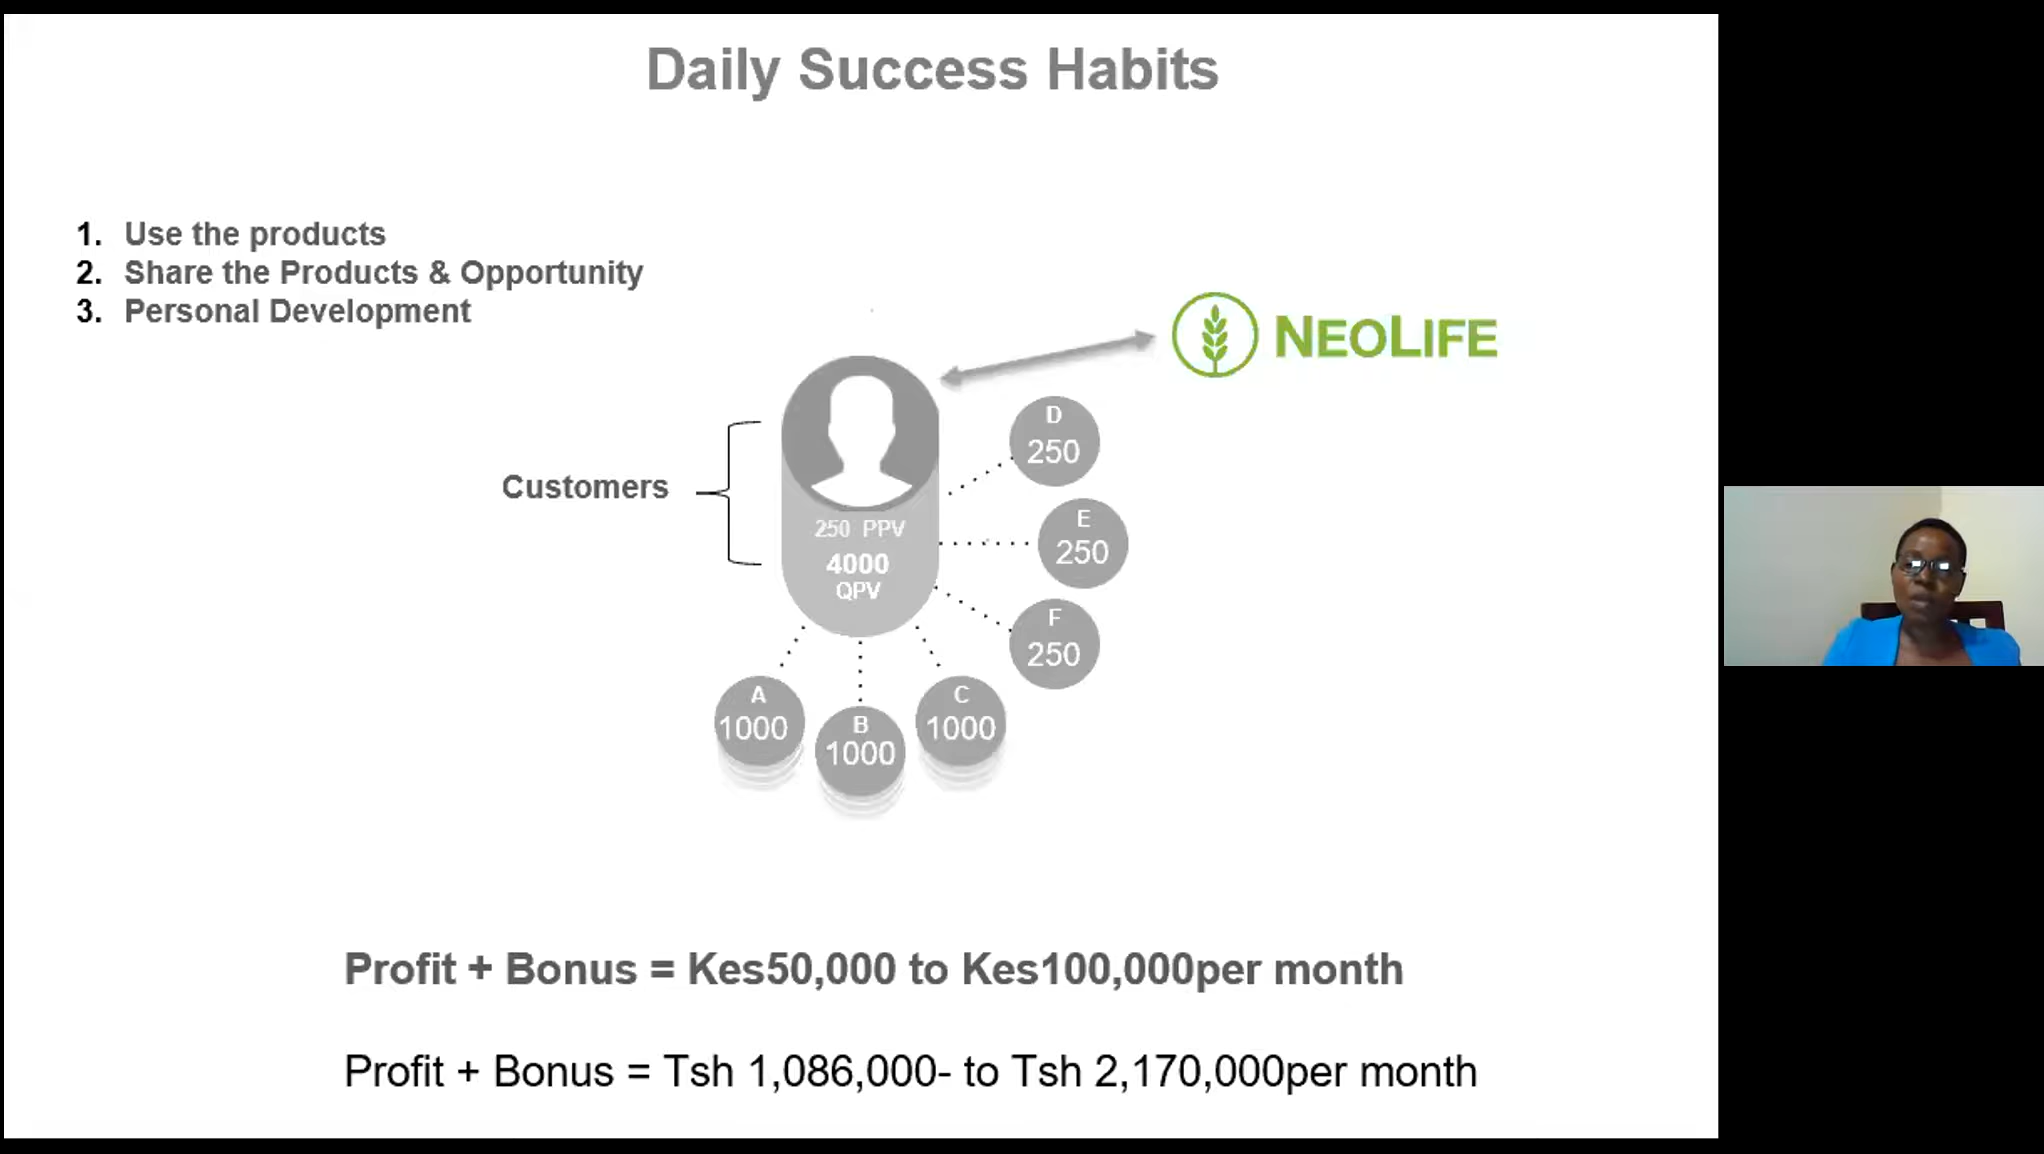 Daily Success Habits
1. Use the products
2. Share the Products & Opportunity
3. Personal Development
NEOLIFE
Customers
250 PPV
4000
QPV
D
250
E
250
F
250
A
1000
B
1000
C
1000
Profit + Bonus = Kes50,000 to Kes100,000per month
Profit + Bonus = Tsh 1,086,000- to Tsh 2,170,000per month